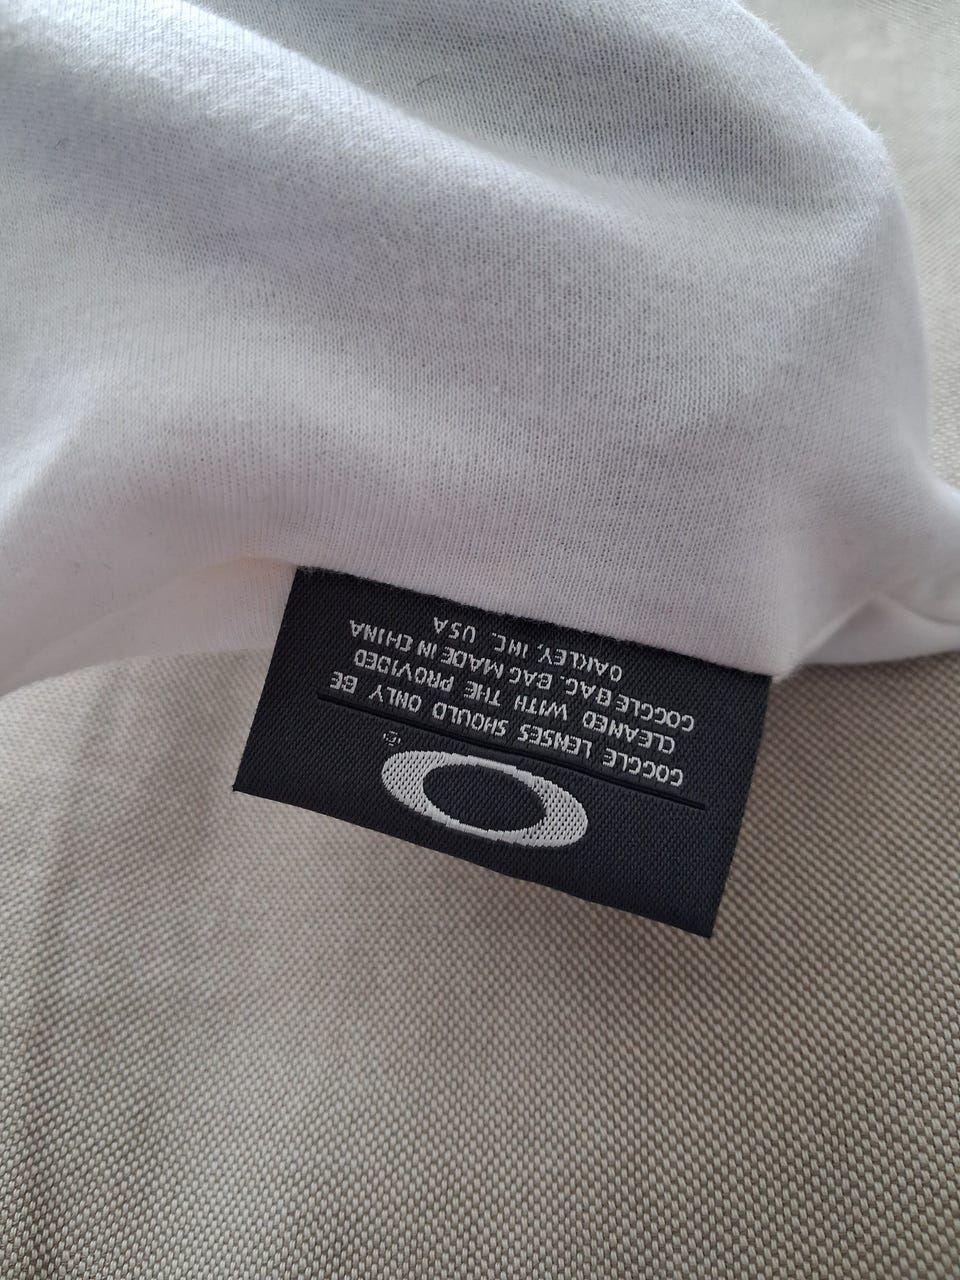 GOGGLE LENSES SHOULD ONLY BE
CLEANED WITH THE PROVIDED
GOGGLE BAG. BAG MADE IN CHINA
OAKLEY, INC. USA